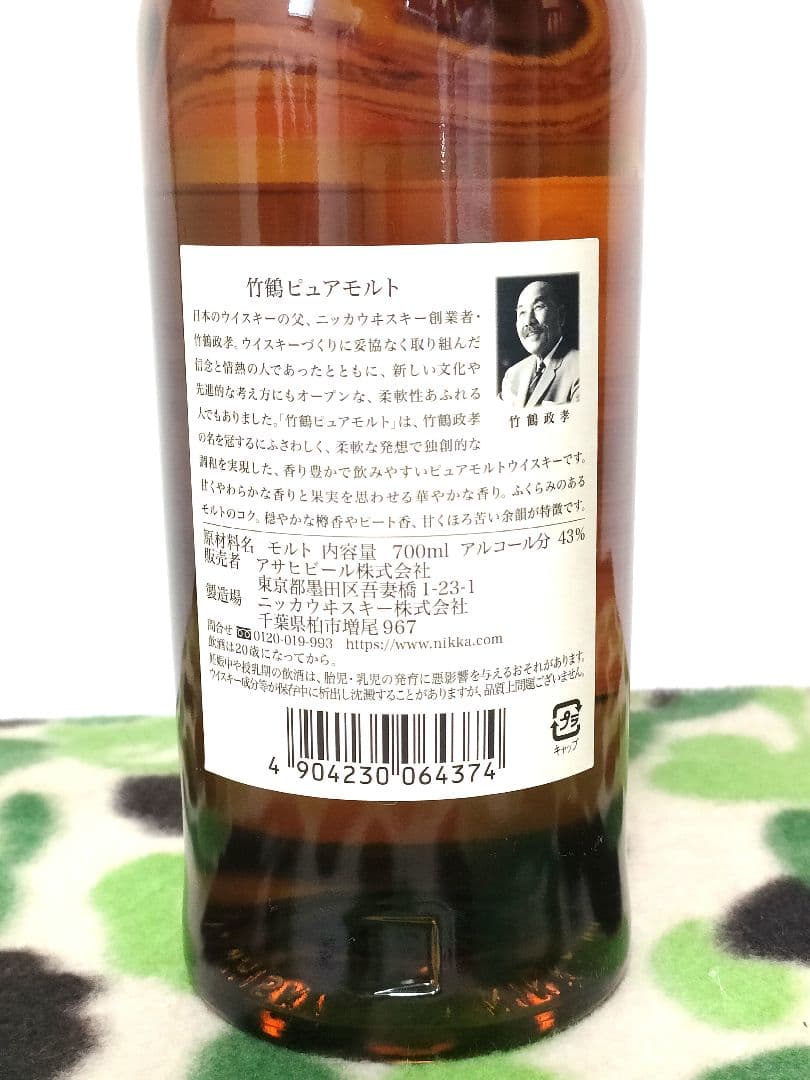 竹鶴ピュアモルト
日本のウイスキーの父、ニッカウヰスキー創業者・
竹鶴政孝。ウイスキーづくりに妥協なく取り組んだ
信念と情熱の人であったとともに、新しい文化や
先進的な考え方にもオープンな、柔軟性あふれる
人でもありました。「竹鶴ピュアモルト」は、竹鶴政孝
の名を冠するにふさわしく、柔軟な発想で独創的な
調和を実現した、香り豊かで飲みやすいピュアモルトウイスキーです。
甘くやわらかな香りと果実を思わせる華やかな香り。ふくらみのある
モルトのコク。穏やかな樽香やピート香、甘くほろ苦い余韻が特徴です。
竹鶴政孝
原材料名 モルト 内容量 700ml アルコール分 43%
販売者 アサヒビール株式会社
東京都墨田区吾妻橋1-23-1
製造場 ニッカウヰスキー株式会社
千葉県柏市増尾967
問合せ 0120-019-993 https://www.nikka.com
飲酒は20歳になってから。
妊娠中や授乳期の飲酒は、胎児・乳児の発育に悪影響を与えるおそれがあります。
ウイスキー成分等が保存中に析出し沈澱することがありますが、品質上問題ございません。
プラ
キャップ
4 904230 064374